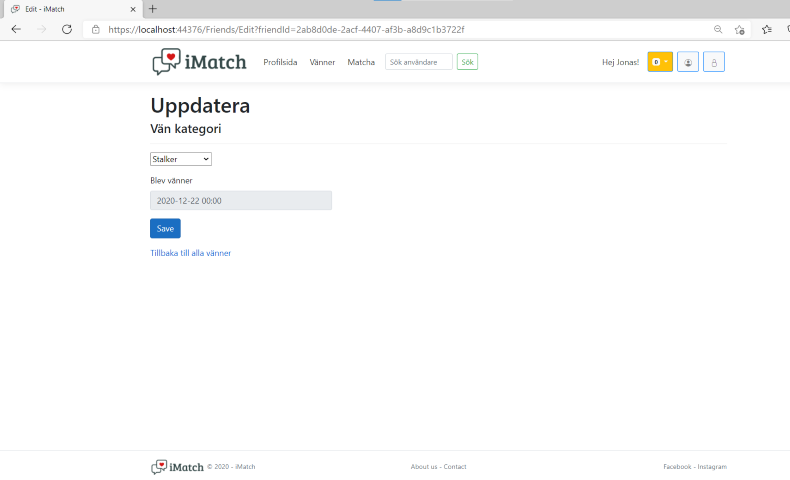 Edit - iMatch
https://localhost:44376/Friends/Edit?friendId=2ab8d0de-2acf-4407-af3b-a8d9c1b3722f
iMatch Profilsida Vänner Matcha Sök användare Sök Hej Jonas! 0
Uppdatera
Vän kategori
Stalker
Blev vänner
2020-12-22 00:00
Save
Tillbaka till alla vänner
iMatch © 2020 - iMatch About us - Contact Facebook - Instagram